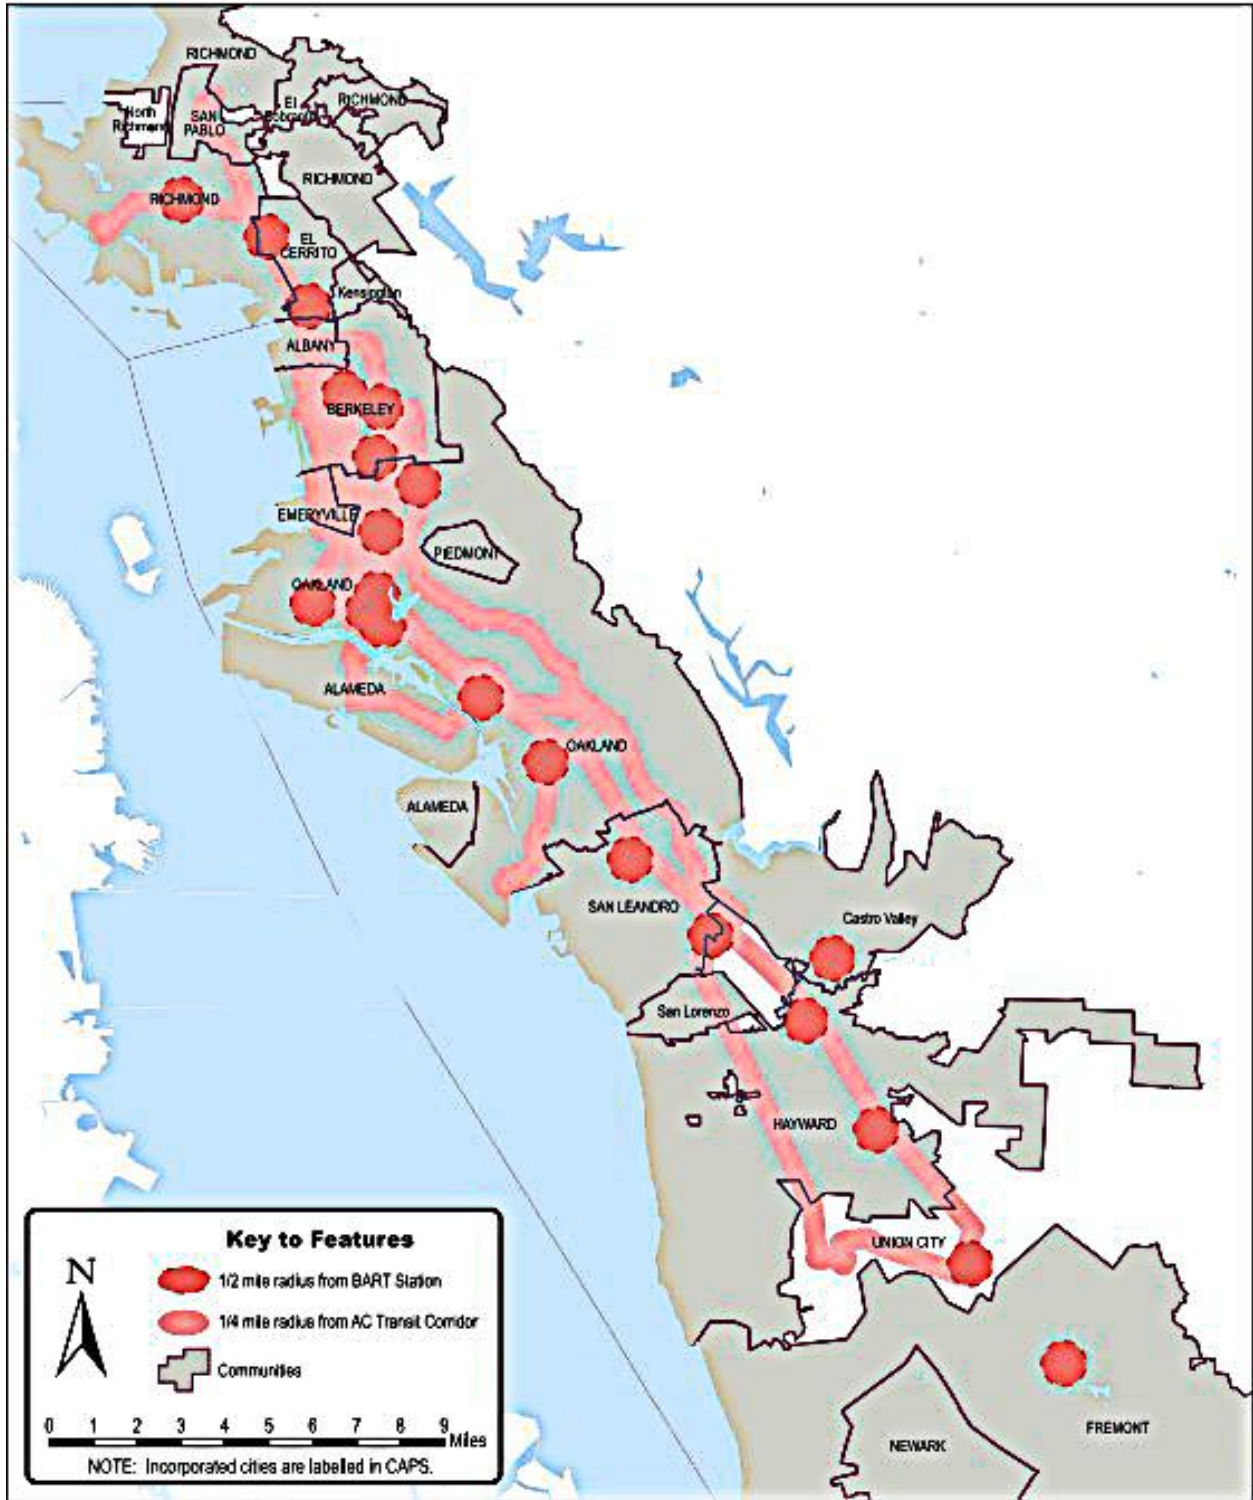 RICHMOND
El
Sobrante
RICHMOND
North
Richmond
SAN
PABLO
RICHMOND
RICHMOND
EL
CERRITO
Kensington
ALBANY
BERKELEY
EMERYVILLE
PIEDMONT
OAKLAND
ALAMEDA
OAKLAND
ALAMEDA
SAN LEANDRO
Castro Valley
San Lorenzo
HAYWARD
UNION CITY
FREMONT
NEWARK
Key to Features
N
1/2 mile radius from BART Station
1/4 mile radius from AC Transit Corridor
Communities
0 1 2 3 4 5 6 7 8 9
Miles
NOTE: Incorporated cities are labelled in CAPS.